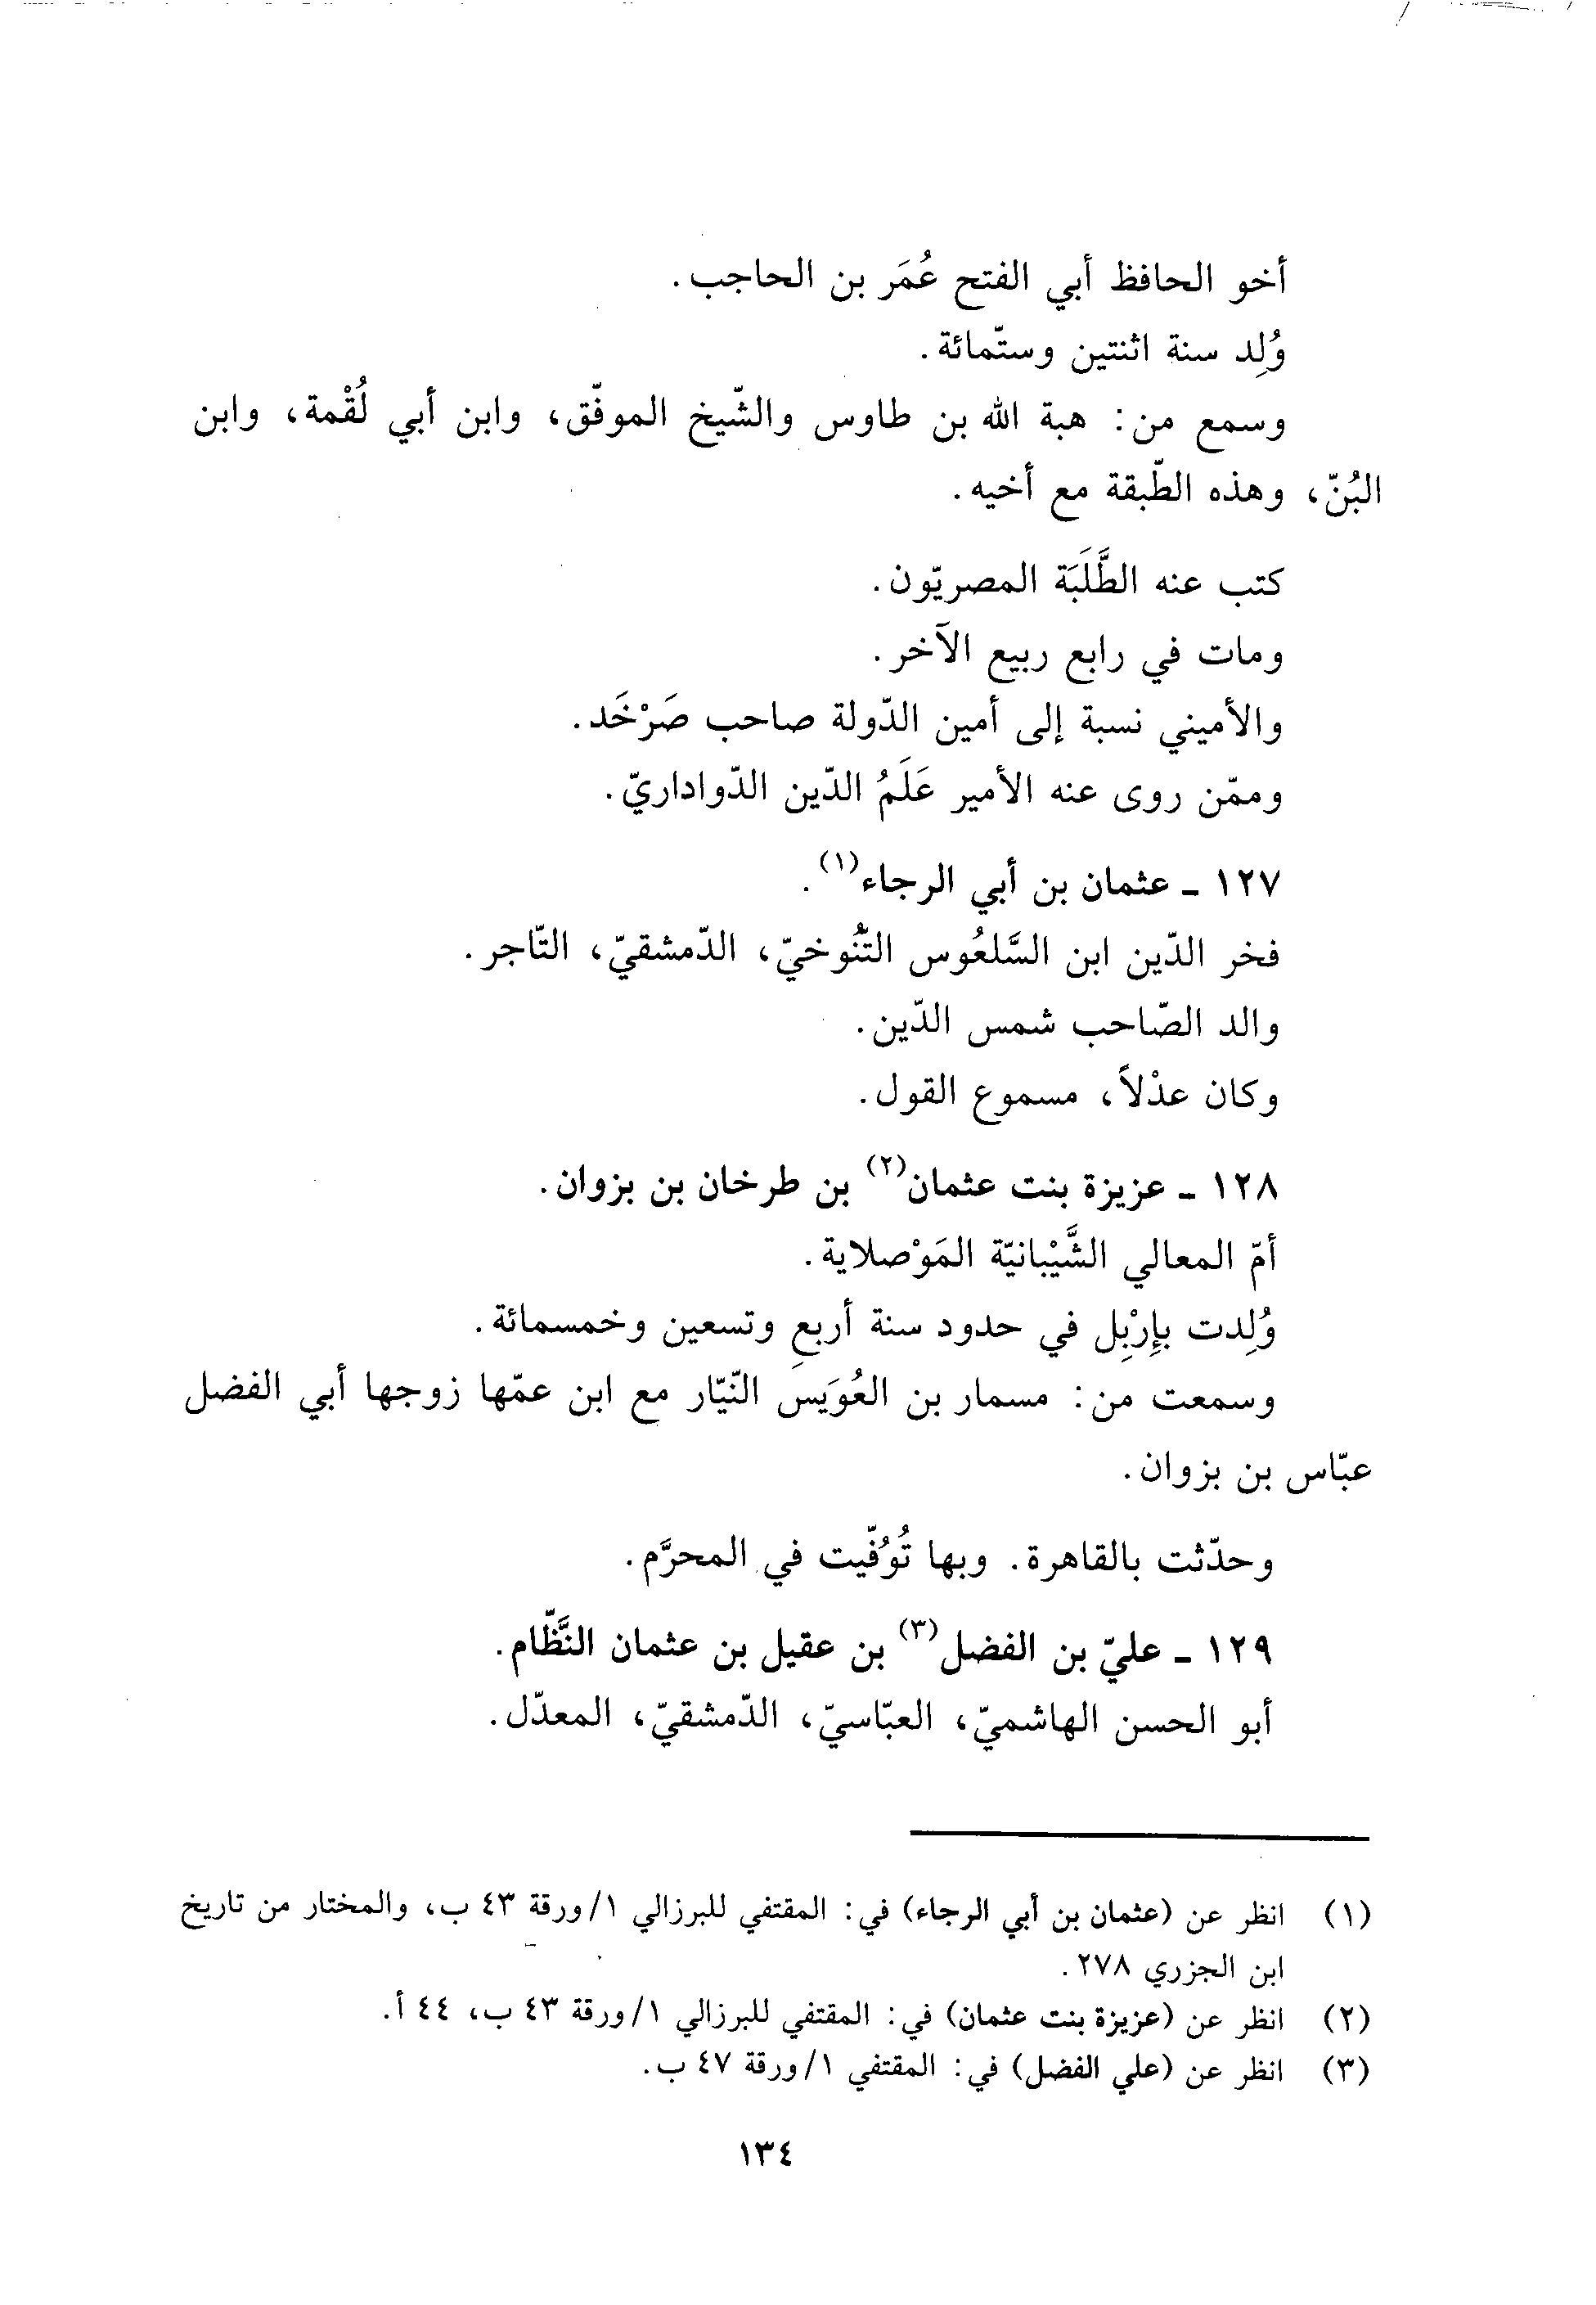 أخو الحافظ أبي الفتح عُمَر بن الحاجب.
وُلِد سنة اثنتين وستّمائة.
وسمع من: هبة الله بن طاوس والشّيخ الموفّق، وابن أبي لُقْمة، وابن
البُنّ، وهذه الطّبقة مع أخيه.
كتب عنه الطَّلَبَة المصريّون.
ومات في رابع ربيع الآخر.
والأميني نسبة إلى أمين الدّولة صاحب صَرْخَد.
وممّن روى عنه الأمير عَلَمُ الدّين الدّواداريّ.
١٢٧ ـ عثمان بن أبي الرجاء(١).
فخر الدّين ابن السَّلعُوس التَّنُوخيّ، الدّمشقيّ، التّاجر.
والد الصّاحب شمس الدّين.
وكان عدْلاً، مسموع القول.
١٢٨ ـ عزيزة بنت عثمان(٢) بن طرخان بن بزوان.
أمّ المعالي الشَّيْبانيّة المَوْصلاية.
وُلِدت بإِرْبِل في حدود سنة أربعِ وتسعين وخمسمائة.
وسمعت من: مسمار بن العُوَيس النّيّار مع ابن عمّها زوجها أبي الفضل
عبّاس بن بزوان.
وحدّثت بالقاهرة. وبها تُوُفّيت في المحرَّم.
١٢٩ ـ عليّ بن الفضل(٣) بن عقيل بن عثمان النَّظّام.
أبو الحسن الهاشميّ، العبّاسيّ، الدّمشقيّ، المعدّل.
(١) انظر عن (عثمان بن أبي الرجاء) في: المقتفي للبرزالي ١/ورقة ٤٣ ب، والمختار من تاريخ
ابن الجزري ٢٧٨.
(٢) انظر عن (عزيزة بنت عثمان) في: المقتفي للبرزالي ١/ورقة ٤٣ ب، ٤٤ أ.
(٣) انظر عن (علي الفضل) في: المقتفي ١/ورقة ٤٧ ب.
١٣٤